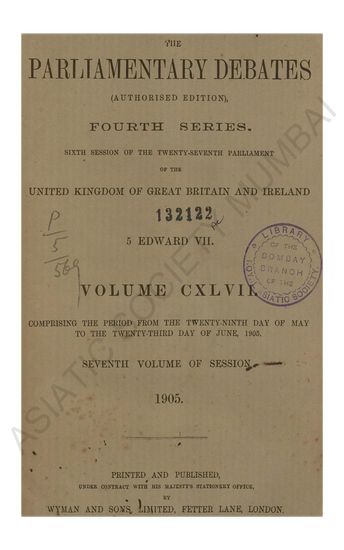 THE
PARLIAMENTARY DEBATES
(AUTHORISED EDITION),
FOURTH SERIES.
SIXTH SESSION OF THE TWENTY-SEVENTH PARLIAMENT
OF THE
UNITED KINGDOM OF GREAT BRITAIN AND IRELAND
132122
5 EDWARD VII.
P
5
569
LIBRARY
OF THE
BOMBAY
BRANCH
OF THE
ROYAL ASIATIC SOCIETY
VOLUME CXLVII.
COMPRISING THE PERIOD FROM THE TWENTY-NINTH DAY OF MAY
TO THE TWENTY-THIRD DAY OF JUNE, 1905.
SEVENTH VOLUME OF SESSION.
1905.
PRINTED AND PUBLISHED,
UNDER CONTRACT WITH HIS MAJESTY'S STATIONERY OFFICE,
BY
WYMAN AND SONS, LIMITED, FETTER LANE, LONDON.
ASIATIC SOCIETY MUMBAI